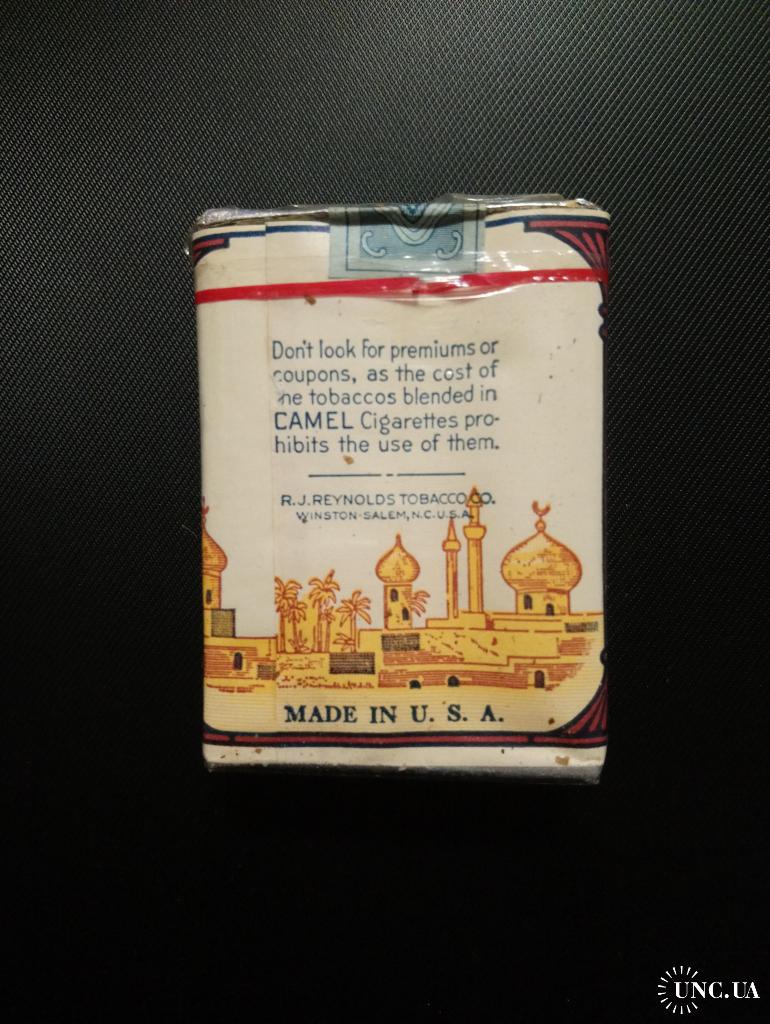 Don't look for premiums or
coupons, as the cost of
he tobaccos blended in
CAMEL Cigarettes pro-
hibits the use of them.
R.J.REYNOLDS TOBACCO CO.
WINSTON-SALEM, N.C.U.S.A.
MADE IN U. S. A.
UNC.UA